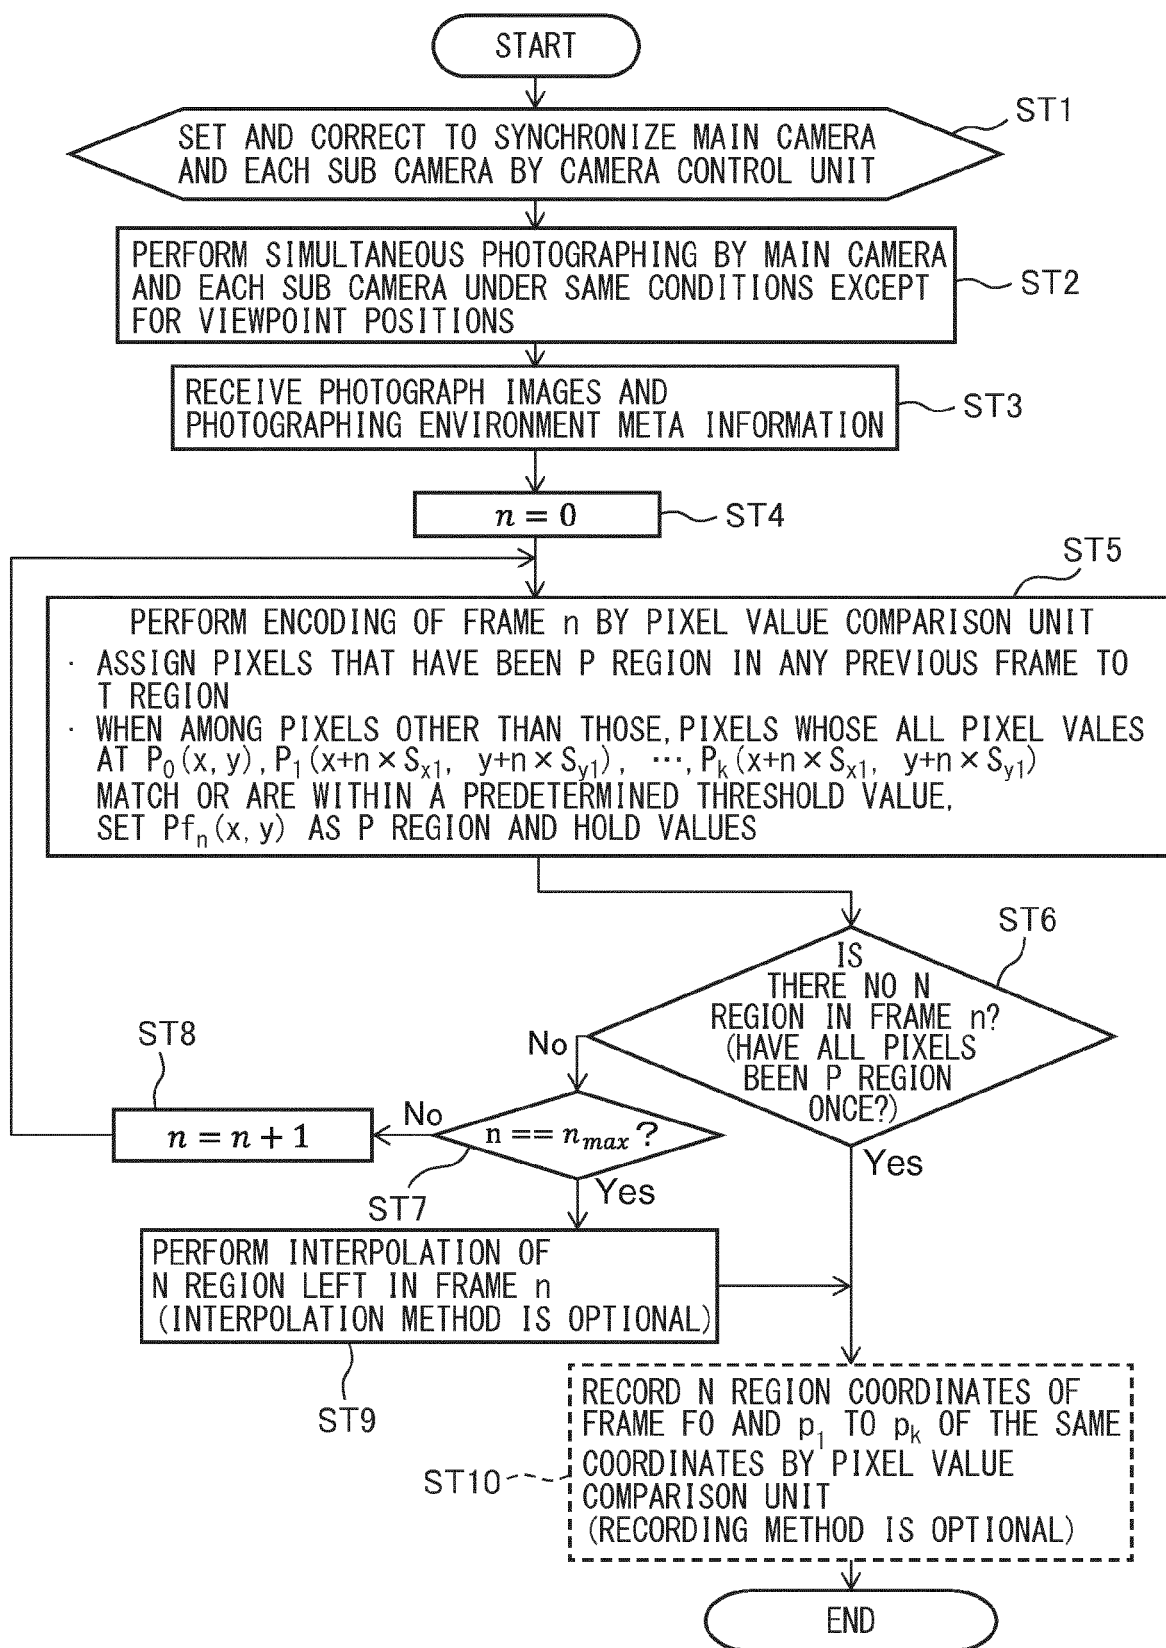 START
ST1
SET AND CORRECT TO SYNCHRONIZE MAIN CAMERA
AND EACH SUB CAMERA BY CAMERA CONTROL UNIT
PERFORM SIMULTANEOUS PHOTOGRAPHING BY MAIN CAMERA
AND EACH SUB CAMERA UNDER SAME CONDITIONS EXCEPT
FOR VIEWPOINT POSITIONS
ST2
RECEIVE PHOTOGRAPH IMAGES AND
PHOTOGRAPHING ENVIRONMENT META INFORMATION
ST3
n = 0
ST4
ST5
PERFORM ENCODING OF FRAME n BY PIXEL VALUE COMPARISON UNIT
· ASSIGN PIXELS THAT HAVE BEEN P REGION IN ANY PREVIOUS FRAME TO
T REGION
· WHEN AMONG PIXELS OTHER THAN THOSE, PIXELS WHOSE ALL PIXEL VALES
AT P₀(x, y), P₁(x+n×Sₓ₁, y+n×S_y1), ⋯, Pₖ(x+n×Sₓ₁, y+n×S_y1)
MATCH OR ARE WITHIN A PREDETERMINED THRESHOLD VALUE,
SET Pfₙ(x, y) AS P REGION AND HOLD VALUES
ST6
IS
THERE NO N
REGION IN FRAME n?
(HAVE ALL PIXELS
BEEN P REGION
ONCE?)
No
Yes
ST8
n = n + 1
No
n == n_max ?
ST7
Yes
PERFORM INTERPOLATION OF
N REGION LEFT IN FRAME n
(INTERPOLATION METHOD IS OPTIONAL)
ST9
RECORD N REGION COORDINATES OF
FRAME F0 AND p₁ TO pₖ OF THE SAME
COORDINATES BY PIXEL VALUE
COMPARISON UNIT
(RECORDING METHOD IS OPTIONAL)
ST10
END